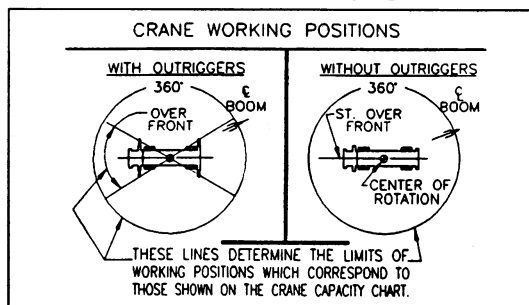 CRANE WORKING POSITIONS
WITH OUTRIGGERS
360°
℄
BOOM
OVER
FRONT
WITHOUT OUTRIGGERS
360°
℄
BOOM
ST. OVER
FRONT
CENTER OF
ROTATION
THESE LINES DETERMINE THE LIMITS OF
WORKING POSITIONS WHICH CORRESPOND TO
THOSE SHOWN ON THE CRANE CAPACITY CHART.